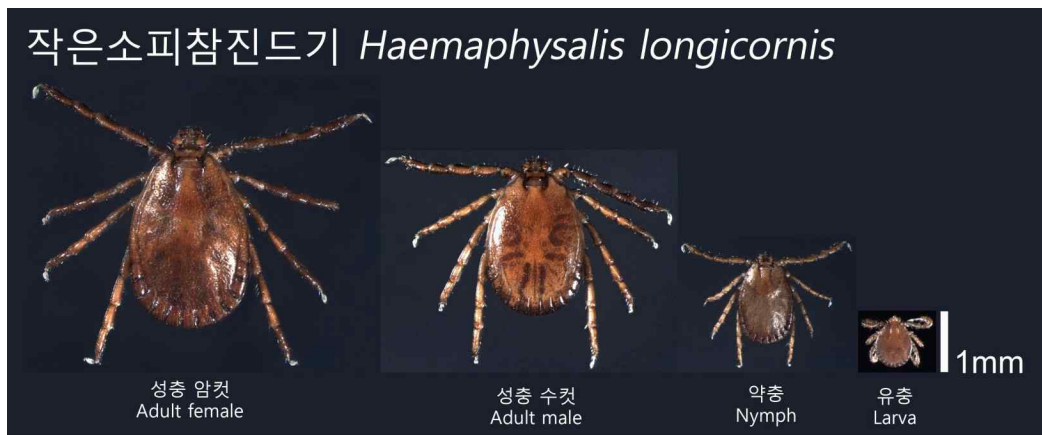 작은소피참진드기 Haemaphysalis longicornis
1mm
성충 암컷
Adult female
성충 수컷
Adult male
약충
Nymph
유충
Larva